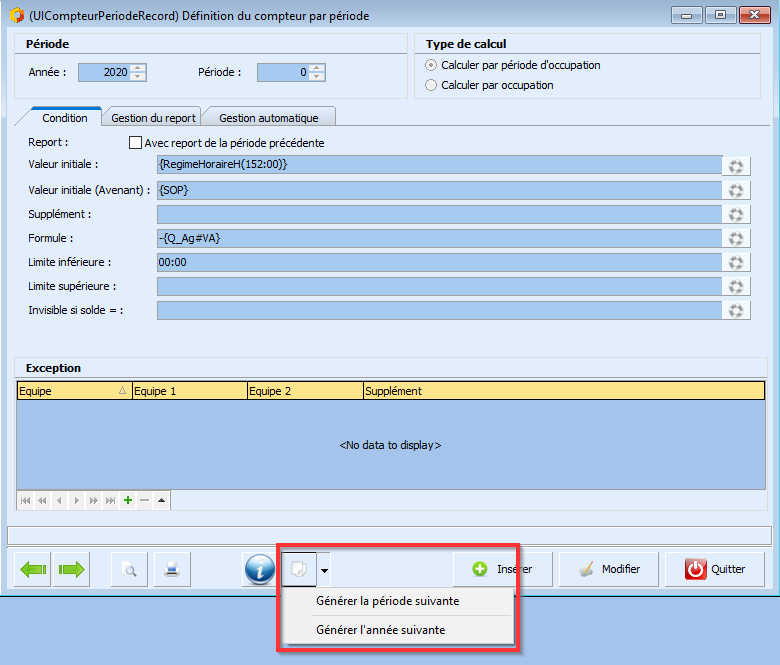 (UICompteurPeriodeRecord) Définition du compteur par période
Période
Année : 2020 Période : 0
Type de calcul
Calculer par période d'occupation
Calculer par occupation
Condition Gestion du report Gestion automatique
Report : Avec report de la période précédente
Valeur initiale : {RegimeHoraireH(152:00)}
Valeur initiale (Avenant) : {SOP}
Supplément :
Formule : -{Q_Ag#VA}
Limite inférieure : 00:00
Limite supérieure :
Invisible si solde = :
Exception
Equipe Equipe 1 Equipe 2 Supplément
<No data to display>
Insérer Modifier Quitter
Générer la période suivante
Générer l'année suivante